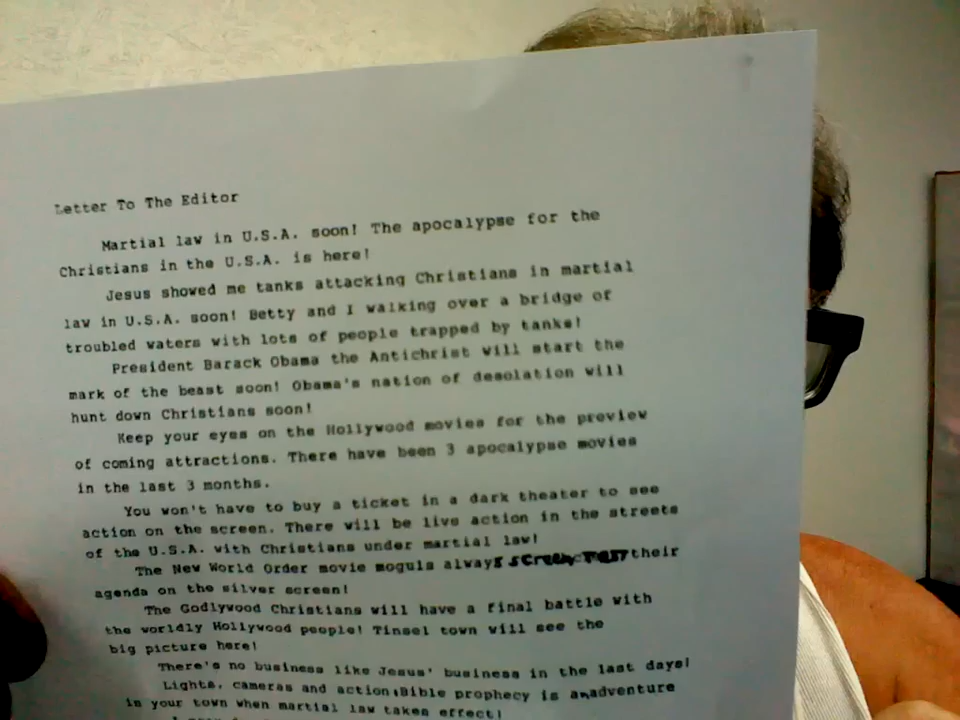 Letter To The Editor
Martial law in U.S.A. soon! The apocalypse for the
Christians in the U.S.A. is here!
Jesus showed me tanks attacking Christians in martial
law in U.S.A. soon! Betty and I walking over a bridge of
troubled waters with lots of people trapped by tanks!
President Barack Obama the Antichrist will start the
mark of the beast soon! Obama's nation of desolation will
hunt down Christians soon!
Keep your eyes on the Hollywood movies for the preview
of coming attractions. There have been 3 apocalypse movies
in the last 3 months.
You won't have to buy a ticket in a dark theater to see
action on the screen. There will be live action in the streets
of the U.S.A. with Christians under martial law!
The New World Order movie moguls always screen test their
agenda on the silver screen!
The Godlywood Christians will have a final battle with
the worldly Hollywood people! Tinsel town will see the
big picture here!
There's no business like Jesus' business in the last days!
Lights, cameras and action, Bible prophecy is an adventure
in your town when martial law takes effect!